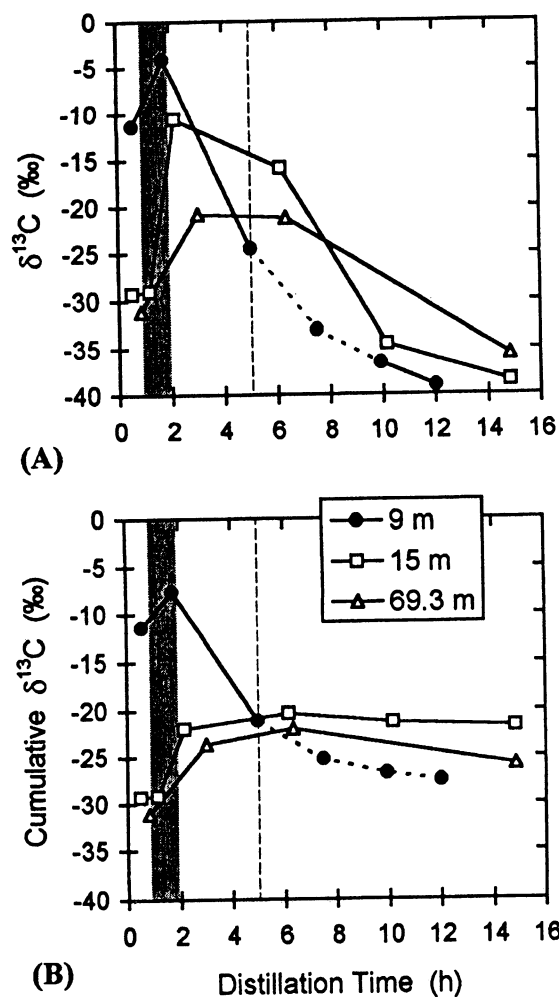 0
-5
-10
-15
-20
-25
-30
-35
-40
δ¹³C (‰)
0 2 4 6 8 10 12 14 16
(A)
0
-5
-10
-15
-20
-25
-30
-35
-40
Cumulative δ¹³C (‰)
9 m
15 m
69.3 m
0 2 4 6 8 10 12 14 16
(B)
Distillation Time (h)